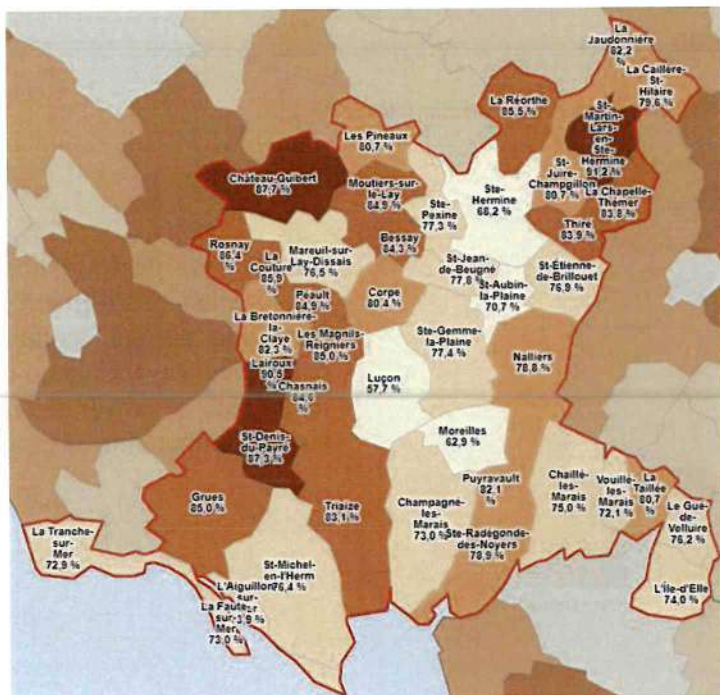 La
Jaudonnière
82,2
%
La Caillère-
St-
Hilaire
79,6 %
La Réorthe
85,5 %
St-
Martin-
Lars-
en-
Ste-
Hermine
91,2 %
Les Pineaux
80,7 %
Château-Guibert
87,7 %
Moutiers-sur-
le-Lay
84,9 %
Ste-
Hermine
68,2 %
St-
Juire-
Champgillon
80,7 %
La Chapelle-
Thémer
83,8 %
Ste-
Pexine
77,3 %
Thiré
83,9 %
Bessay
84,3 %
Rosnay
86,4
%
Mareuil-sur-
Lay-Dissais
76,5 %
La
Couture
85,9
%
St-Jean-
de-Beugné
77,8 %
St-Étienne-
de-Brillouet
76,9 %
St-Aubin-
la-Plaine
70,7 %
Péault
84,9 %
Corpe
80,4 %
La Bretonnière-
la-
Claye
82,3 %
Les Magnils-
Reigniers
85,0 %
Ste-Gemme-
la-Plaine
77,4 %
Nalliers
78,8 %
Lairoux
90,5
%
Chasnais
84,6
%
Luçon
57,7 %
Moreilles
62,9 %
St-Denis-
du-Payré
87,3 %
Puyravault
82,1
%
Chaillé-
les-
Marais
75,0 %
Vouillé-
les-
Marais
72,1 %
La
Taillée
80,7
%
Grues
85,0 %
Triaize
83,1 %
Champagné-
les-
Marais
73,0 %
Ste-Radégonde-
des-Noyers
78,9 %
Le Gué-
de-
Velluire
76,2 %
La Tranche-
sur-
Mer
72,9 %
St-Michel-
en-l'Herm
76,4 %
L'Aiguillon-
sur-
3,9 %
La Faute-
sur-
Mer
73,0 %
L'Île-d'Elle
74,0 %